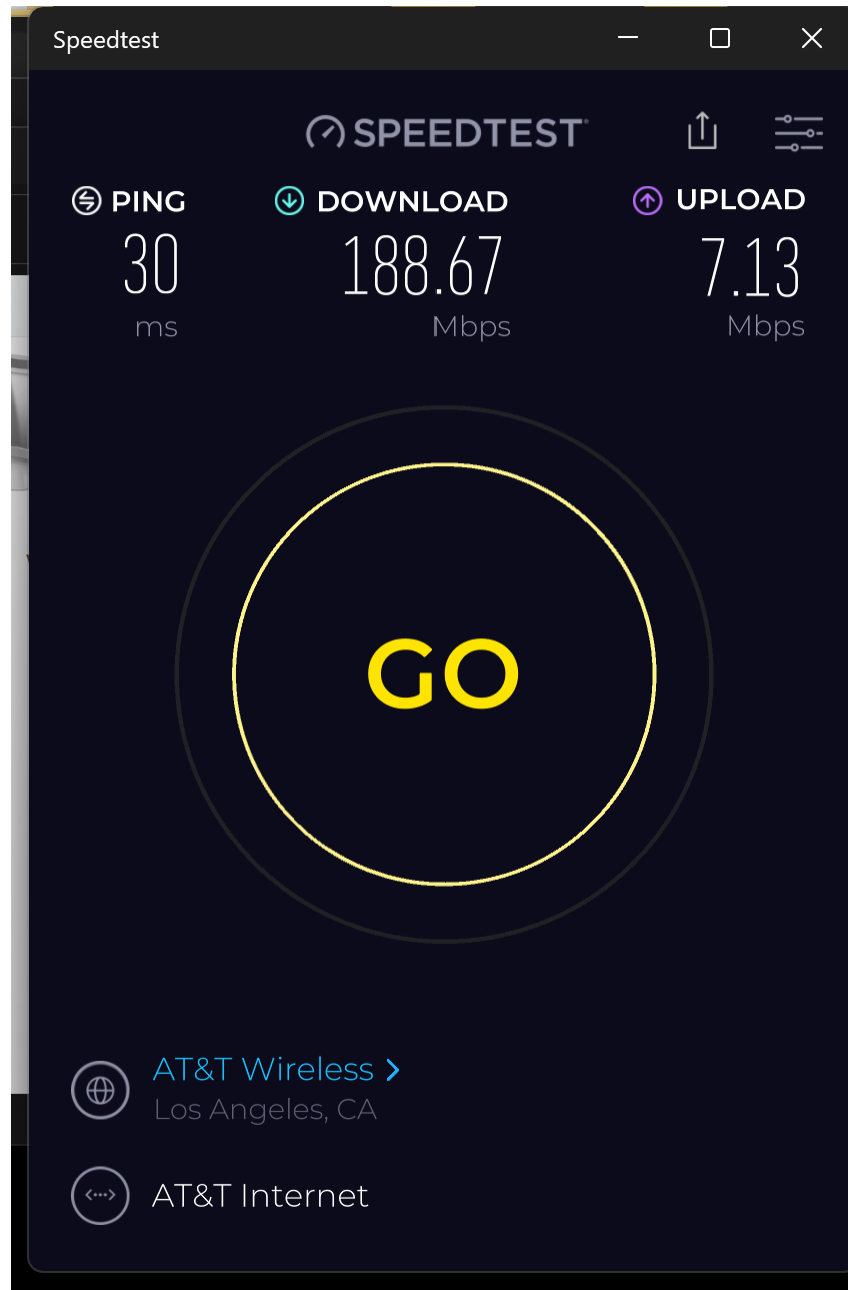 Speedtest
SPEEDTEST
PING
DOWNLOAD
UPLOAD
30
188.67
7.13
ms
Mbps
Mbps
GO
AT&T Wireless
Los Angeles, CA
AT&T Internet